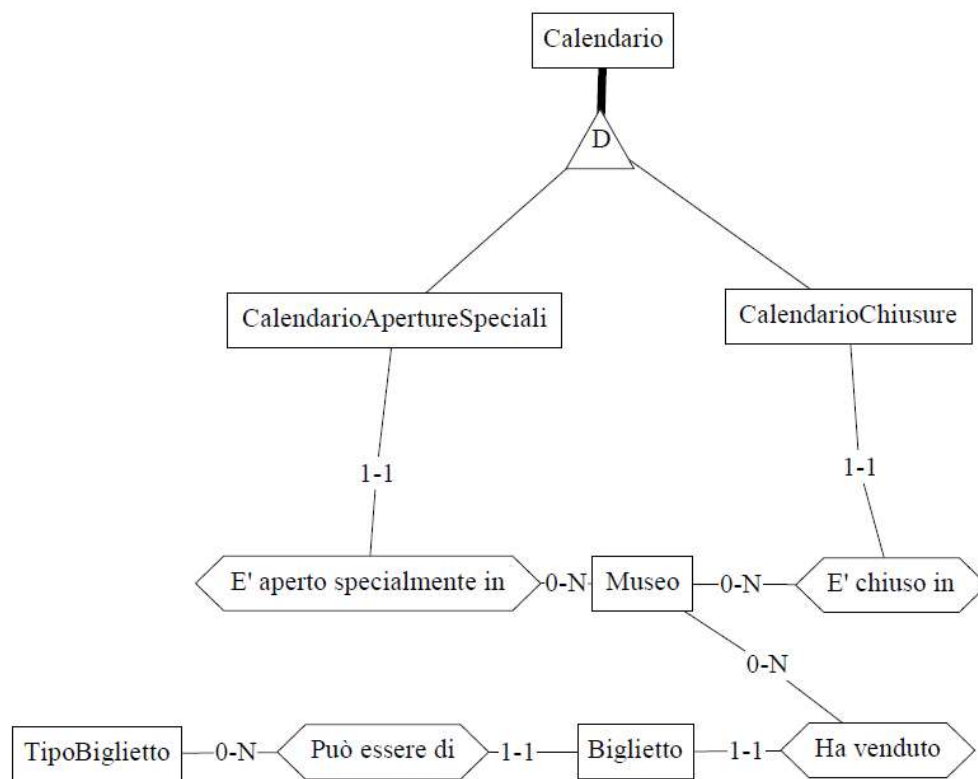 Calendario
D
CalendarioApertureSpeciali
CalendarioChiusure
1-1
1-1
E' aperto specialmente in
0-N
Museo
0-N
E' chiuso in
0-N
TipoBiglietto
0-N
Può essere di
1-1
Biglietto
1-1
Ha venduto